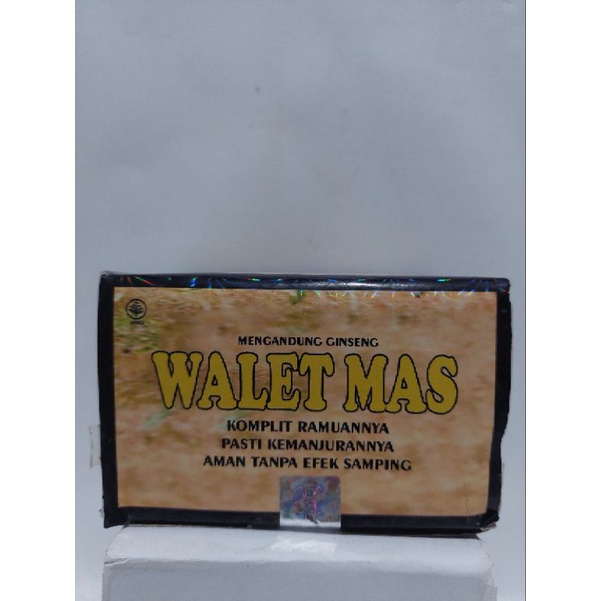 MENGANDUNG GINSENG
WALET MAS
KOMPLIT RAMUANNYA
PASTI KEMANJURANNYA
AMAN TANPA EFEK SAMPING